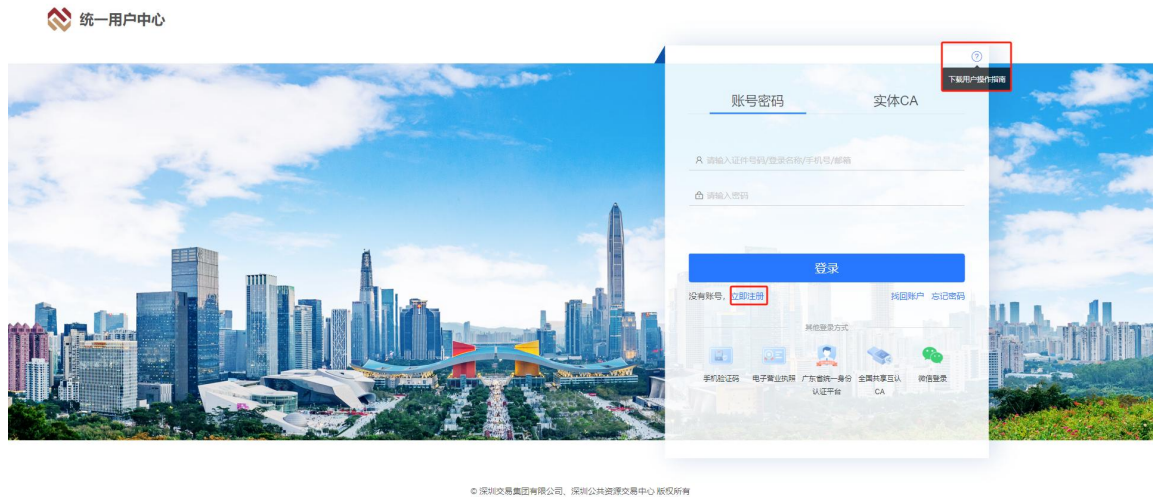 统一用户中心
下载用户操作指南
账号密码 实体CA
请输入证件号码/登录名称/手机号/邮箱
请输入密码
登录
没有账号，立即注册 找回账户 忘记密码
其他登录方式
手机验证码 电子营业执照 广东省统一身份认证平台 全国共享互认CA 微信登录
© 深圳交易集团有限公司、深圳公共资源交易中心 版权所有